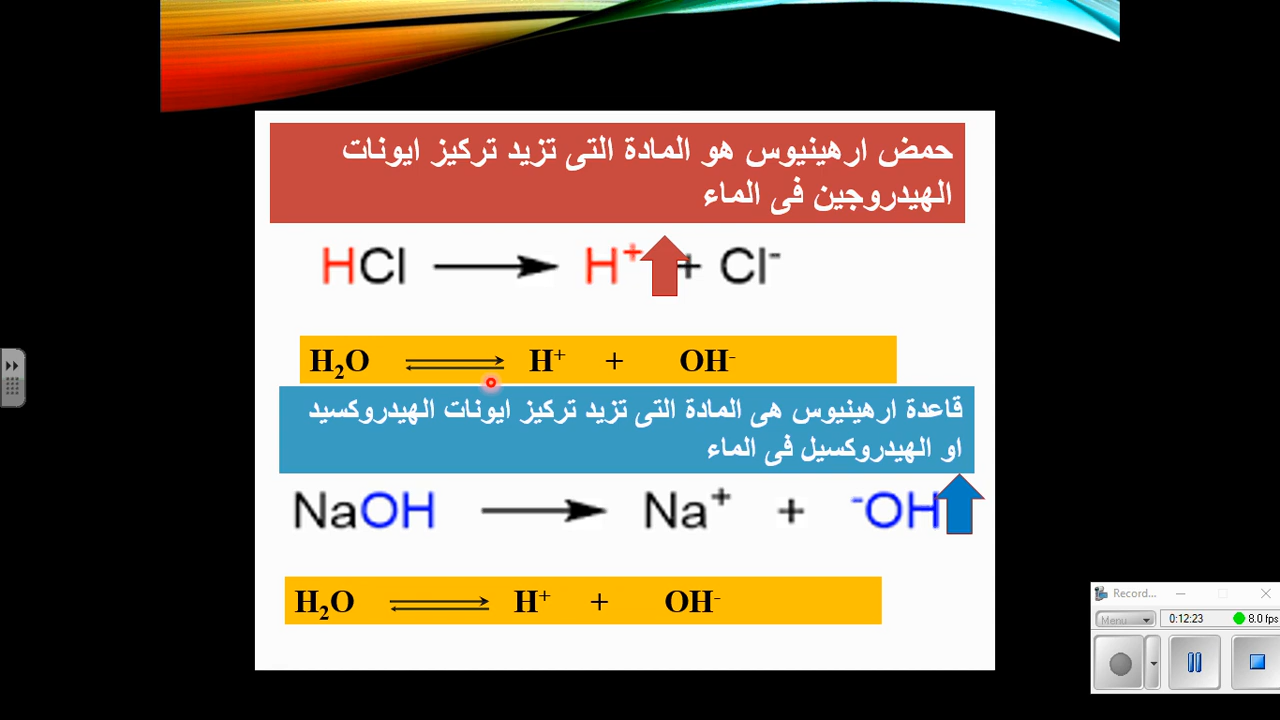 حمض ارهينيوس هو المادة التى تزيد تركيز ايونات
الهيدروجين فى الماء
HCl ⟶ H⁺ + Cl⁻
H₂O ⇌ H⁺ + OH⁻
قاعدة ارهينيوس هى المادة التى تزيد تركيز ايونات الهيدروكسيد
او الهيدروكسيل فى الماء
NaOH ⟶ Na⁺ + ⁻OH
H₂O ⇌ H⁺ + OH⁻
Record...
Menu 0:12:23 8.0 fps